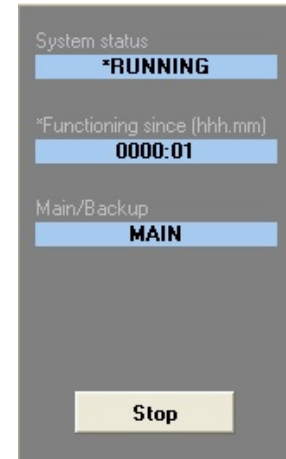 System status
*RUNNING
*Functioning since (hhh.mm)
0000:01
Main/Backup
MAIN
Stop